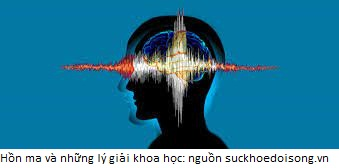 Hồn ma và những lý giải khoa học: nguồn suckhoedoisong.vn